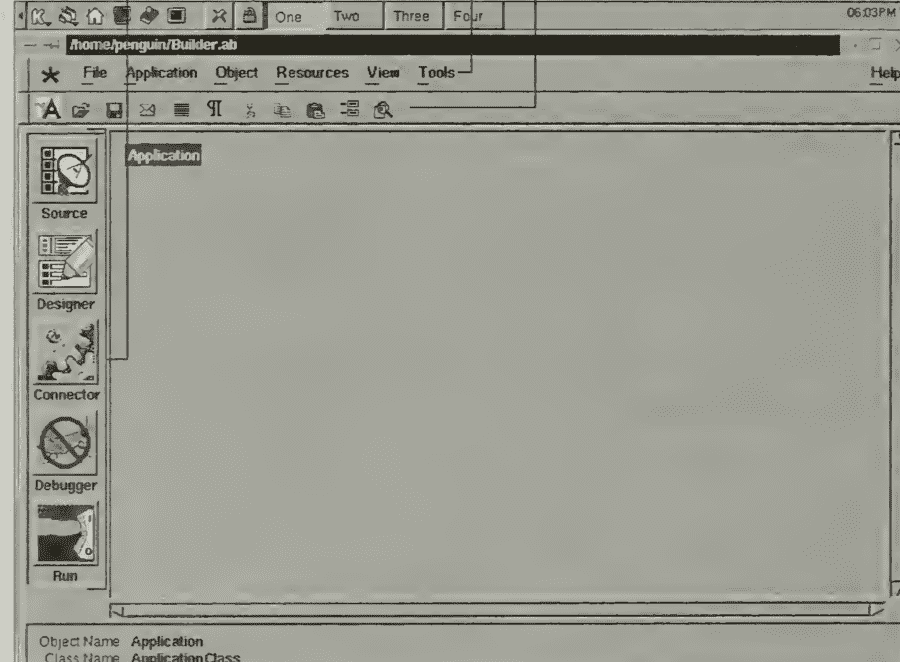 One Two Three Four 06:03PM
/home/penguin/Builder.ab
File Application Object Resources View Tools Help
Application
Source
Designer
Connector
Debugger
Run
Object Name Application
Class Name ApplicationClass